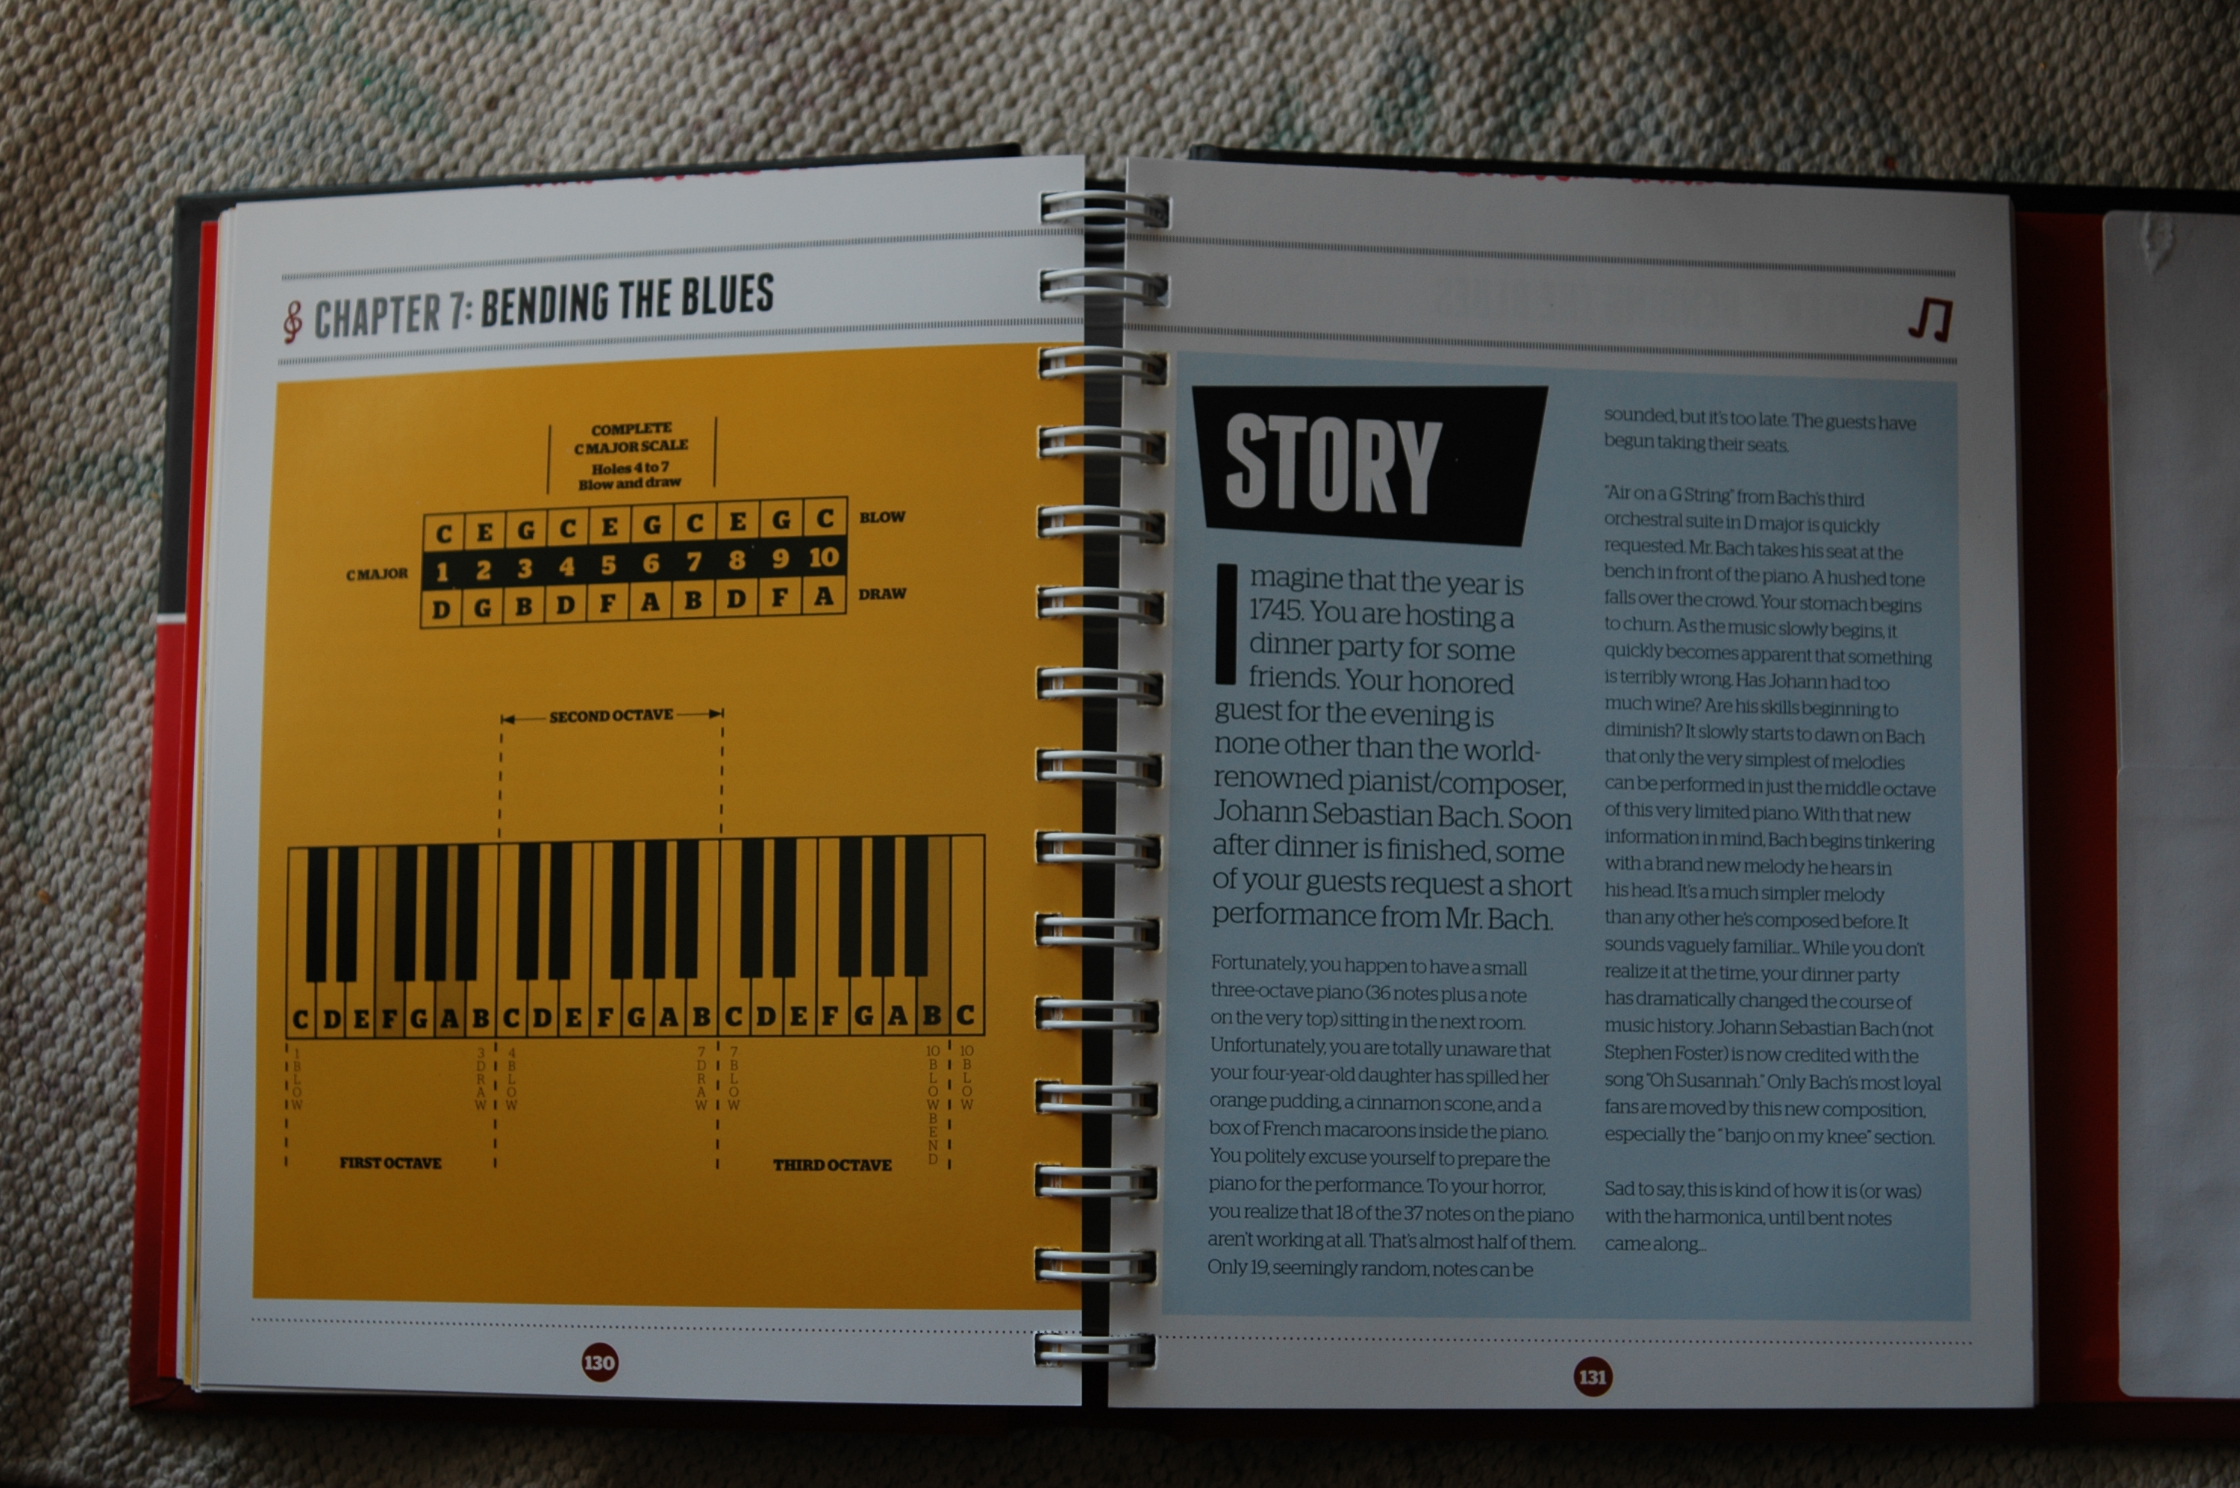 CHAPTER 7: BENDING THE BLUES
COMPLETE
C MAJOR SCALE
Holes 4 to 7
Blow and draw
C E G C E G C E G C BLOW
C MAJOR 1 2 3 4 5 6 7 8 9 10
D G B D F A B D F A DRAW
SECOND OCTAVE
C D E F G A B C D E F G A B C D E F G A B C
1 BLOW
3 DRAW
4 BLOW
7 DRAW
7 BLOW
10 BLOW BEND
10 BLOW
FIRST OCTAVE
THIRD OCTAVE
130
STORY
Imagine that the year is
1745. You are hosting a
dinner party for some
friends. Your honored
guest for the evening is
none other than the world-
renowned pianist/composer,
Johann Sebastian Bach. Soon
after dinner is finished, some
of your guests request a short
performance from Mr. Bach.
Fortunately, you happen to have a small
three-octave piano (36 notes plus a note
on the very top) sitting in the next room.
Unfortunately, you are totally unaware that
your four-year-old daughter has spilled her
orange pudding, a cinnamon scone, and a
box of French macaroons inside the piano.
You politely excuse yourself to prepare the
piano for the performance. To your horror,
you realize that 18 of the 37 notes on the piano
aren't working at all. That's almost half of them.
Only 19, seemingly random, notes can be
sounded, but it's too late. The guests have
begun taking their seats.
"Air on a G String" from Bach's third
orchestral suite in D major is quickly
requested. Mr. Bach takes his seat at the
bench in front of the piano. A hushed tone
falls over the crowd. Your stomach begins
to churn. As the music slowly begins, it
quickly becomes apparent that something
is terribly wrong. Has Johann had too
much wine? Are his skills beginning to
diminish? It slowly starts to dawn on Bach
that only the very simplest of melodies
can be performed in just the middle octave
of this very limited piano. With that new
information in mind, Bach begins tinkering
with a brand new melody he hears in
his head. It's a much simpler melody
than any other he's composed before. It
sounds vaguely familiar... While you don't
realize it at the time, your dinner party
has dramatically changed the course of
music history. Johann Sebastian Bach (not
Stephen Foster) is now credited with the
song "Oh Susannah." Only Bach's most loyal
fans are moved by this new composition,
especially the "banjo on my knee" section.
Sad to say, this is kind of how it is (or was)
with the harmonica, until bent notes
came along...
131